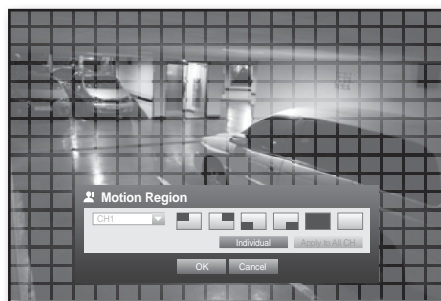 Motion Region
CH1
Individual
Apply to All CH
OK
Cancel